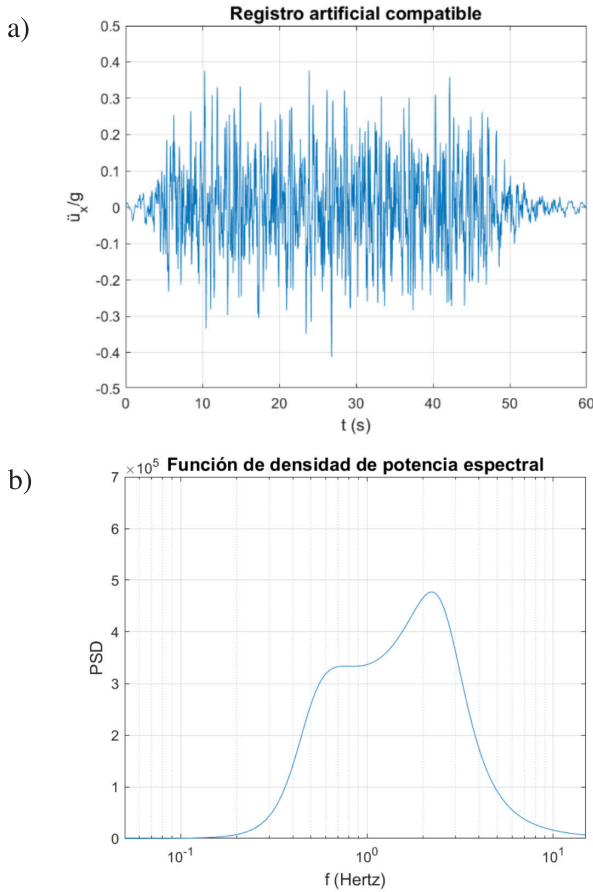 a)
Registro artificial compatible
0.5
0.4
0.3
0.2
0.1
0
-0.1
-0.2
-0.3
-0.4
-0.5
ü_x/g
0 10 20 30 40 50 60
t (s)
b)
×10^5 Función de densidad de potencia espectral
7
6
5
4
3
2
1
0
PSD
10^-1 10^0 10^1
f (Hertz)